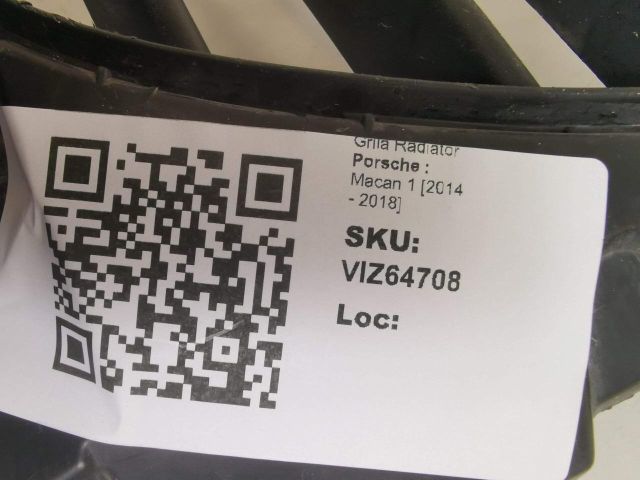 Grila Radiator
Porsche :
Macan 1 [2014
- 2018]
SKU:
VIZ64708
Loc: